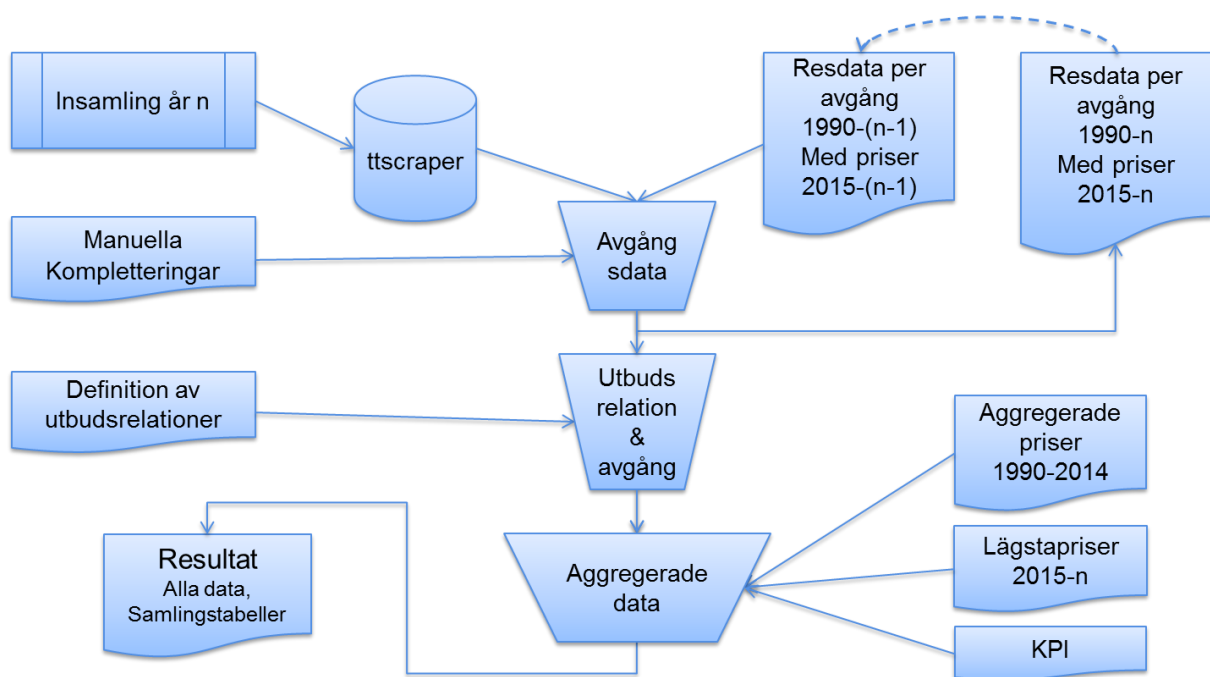 Insamling år n
ttscraper
Resdata per
avgång
1990-(n-1)
Med priser
2015-(n-1)
Resdata per
avgång
1990-n
Med priser
2015-n
Manuella
Kompletteringar
Avgång
sdata
Definition av
utbudsrelationer
Utbuds
relation
&
avgång
Aggregerade
priser
1990-2014
Resultat
Alla data,
Samlingstabeller
Aggregerade
data
Lägstapriser
2015-n
KPI